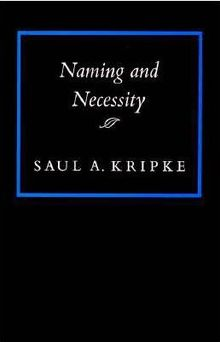 Naming and
Necessity
SAUL A. KRIPKE